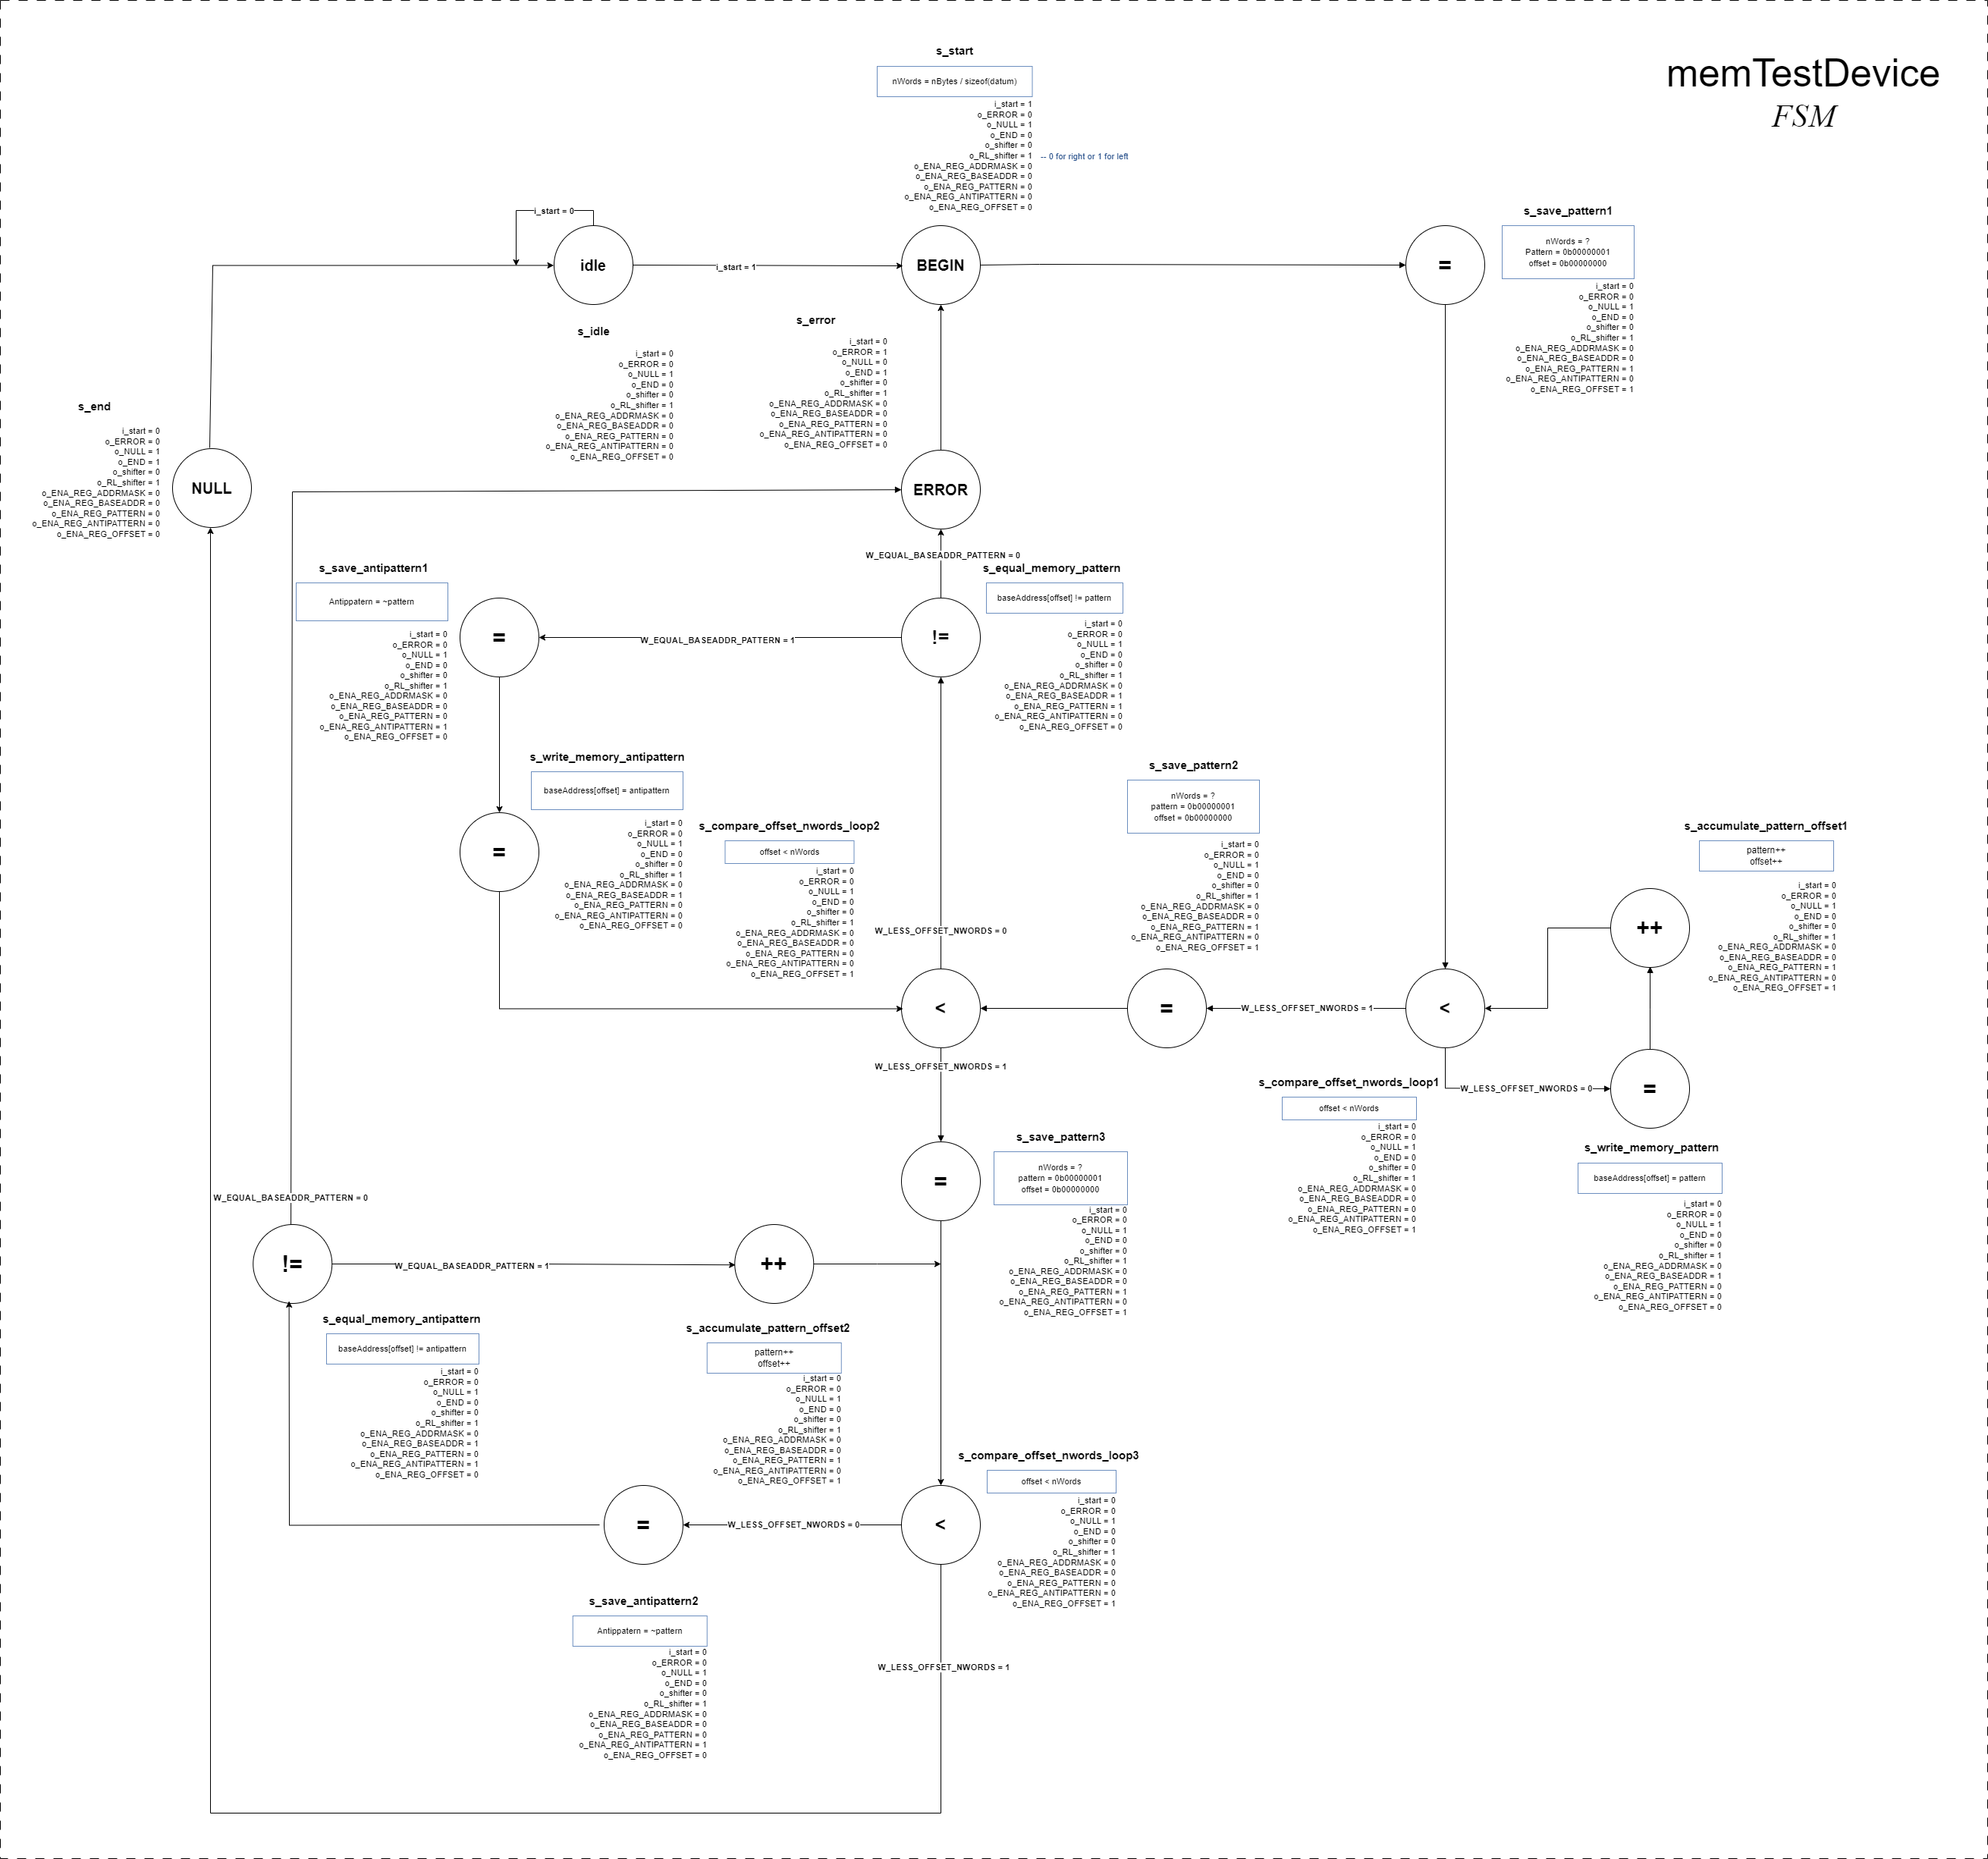 memTestDevice
FSM
s_start
nWords = nBytes / sizeof(datum)
i_start = 1
o_ERROR = 0
o_NULL = 1
o_END = 0
o_shifter = 0
o_RL_shifter = 1 -- 0 for right or 1 for left
o_ENA_REG_ADDRMASK = 0
o_ENA_REG_BASEADDR = 0
o_ENA_REG_PATTERN = 0
o_ENA_REG_ANTIPATTERN = 0
o_ENA_REG_OFFSET = 0
i_start = 0
idle
i_start = 1
BEGIN
=
s_save_pattern1
nWords = ?
Pattern = 0b00000001
offset = 0b00000000
i_start = 0
o_ERROR = 0
o_NULL = 1
o_END = 0
o_shifter = 0
o_RL_shifter = 1
o_ENA_REG_ADDRMASK = 0
o_ENA_REG_BASEADDR = 0
o_ENA_REG_PATTERN = 1
o_ENA_REG_ANTIPATTERN = 0
o_ENA_REG_OFFSET = 1
s_idle
i_start = 0
o_ERROR = 0
o_NULL = 1
o_END = 0
o_shifter = 0
o_RL_shifter = 1
o_ENA_REG_ADDRMASK = 0
o_ENA_REG_BASEADDR = 0
o_ENA_REG_PATTERN = 0
o_ENA_REG_ANTIPATTERN = 0
o_ENA_REG_OFFSET = 0
s_error
i_start = 0
o_ERROR = 1
o_NULL = 0
o_END = 1
o_shifter = 0
o_RL_shifter = 1
o_ENA_REG_ADDRMASK = 0
o_ENA_REG_BASEADDR = 0
o_ENA_REG_PATTERN = 0
o_ENA_REG_ANTIPATTERN = 0
o_ENA_REG_OFFSET = 0
s_end
i_start = 0
o_ERROR = 0
o_NULL = 1
o_END = 1
o_shifter = 0
o_RL_shifter = 1
o_ENA_REG_ADDRMASK = 0
o_ENA_REG_BASEADDR = 0
o_ENA_REG_PATTERN = 0
o_ENA_REG_ANTIPATTERN = 0
o_ENA_REG_OFFSET = 0
NULL
ERROR
W_EQUAL_BASEADDR_PATTERN = 0
s_save_antipattern1
Antippatern = ~pattern
i_start = 0
o_ERROR = 0
o_NULL = 1
o_END = 0
o_shifter = 0
o_RL_shifter = 1
o_ENA_REG_ADDRMASK = 0
o_ENA_REG_BASEADDR = 0
o_ENA_REG_PATTERN = 0
o_ENA_REG_ANTIPATTERN = 1
o_ENA_REG_OFFSET = 0
=
W_EQUAL_BASEADDR_PATTERN = 1
!=
s_equal_memory_pattern
baseAddress[offset] != pattern
i_start = 0
o_ERROR = 0
o_NULL = 1
o_END = 0
o_shifter = 0
o_RL_shifter = 1
o_ENA_REG_ADDRMASK = 0
o_ENA_REG_BASEADDR = 1
o_ENA_REG_PATTERN = 1
o_ENA_REG_ANTIPATTERN = 0
o_ENA_REG_OFFSET = 0
s_write_memory_antipattern
baseAddress[offset] = antipattern
i_start = 0
o_ERROR = 0
o_NULL = 1
o_END = 0
o_shifter = 0
o_RL_shifter = 1
o_ENA_REG_ADDRMASK = 0
o_ENA_REG_BASEADDR = 1
o_ENA_REG_PATTERN = 0
o_ENA_REG_ANTIPATTERN = 0
o_ENA_REG_OFFSET = 0
=
s_compare_offset_nwords_loop2
offset < nWords
i_start = 0
o_ERROR = 0
o_NULL = 1
o_END = 0
o_shifter = 0
o_RL_shifter = 1
o_ENA_REG_ADDRMASK = 0
o_ENA_REG_BASEADDR = 0
o_ENA_REG_PATTERN = 0
o_ENA_REG_ANTIPATTERN = 0
o_ENA_REG_OFFSET = 1
W_LESS_OFFSET_NWORDS = 0
s_save_pattern2
nWords = ?
pattern = 0b00000001
offset = 0b00000000
i_start = 0
o_ERROR = 0
o_NULL = 1
o_END = 0
o_shifter = 0
o_RL_shifter = 1
o_ENA_REG_ADDRMASK = 0
o_ENA_REG_BASEADDR = 0
o_ENA_REG_PATTERN = 1
o_ENA_REG_ANTIPATTERN = 0
o_ENA_REG_OFFSET = 1
s_accumulate_pattern_offset1
pattern++
offset++
i_start = 0
o_ERROR = 0
o_NULL = 1
o_END = 0
o_shifter = 0
o_RL_shifter = 1
o_ENA_REG_ADDRMASK = 0
o_ENA_REG_BASEADDR = 0
o_ENA_REG_PATTERN = 1
o_ENA_REG_ANTIPATTERN = 0
o_ENA_REG_OFFSET = 1
++
<
=
W_LESS_OFFSET_NWORDS = 1
<
W_LESS_OFFSET_NWORDS = 1
W_LESS_OFFSET_NWORDS = 0
=
s_compare_offset_nwords_loop1
offset < nWords
i_start = 0
o_ERROR = 0
o_NULL = 1
o_END = 0
o_shifter = 0
o_RL_shifter = 1
o_ENA_REG_ADDRMASK = 0
o_ENA_REG_BASEADDR = 0
o_ENA_REG_PATTERN = 0
o_ENA_REG_ANTIPATTERN = 0
o_ENA_REG_OFFSET = 1
s_write_memory_pattern
baseAddress[offset] = pattern
i_start = 0
o_ERROR = 0
o_NULL = 1
o_END = 0
o_shifter = 0
o_RL_shifter = 1
o_ENA_REG_ADDRMASK = 0
o_ENA_REG_BASEADDR = 1
o_ENA_REG_PATTERN = 0
o_ENA_REG_ANTIPATTERN = 0
o_ENA_REG_OFFSET = 0
=
s_save_pattern3
nWords = ?
pattern = 0b00000001
offset = 0b00000000
i_start = 0
o_ERROR = 0
o_NULL = 1
o_END = 0
o_shifter = 0
o_RL_shifter = 1
o_ENA_REG_ADDRMASK = 0
o_ENA_REG_BASEADDR = 0
o_ENA_REG_PATTERN = 1
o_ENA_REG_ANTIPATTERN = 0
o_ENA_REG_OFFSET = 1
W_EQUAL_BASEADDR_PATTERN = 0
!=
W_EQUAL_BASEADDR_PATTERN = 1
++
s_equal_memory_antipattern
baseAddress[offset] != antipattern
i_start = 0
o_ERROR = 0
o_NULL = 1
o_END = 0
o_shifter = 0
o_RL_shifter = 1
o_ENA_REG_ADDRMASK = 0
o_ENA_REG_BASEADDR = 1
o_ENA_REG_PATTERN = 0
o_ENA_REG_ANTIPATTERN = 1
o_ENA_REG_OFFSET = 0
s_accumulate_pattern_offset2
pattern++
offset++
i_start = 0
o_ERROR = 0
o_NULL = 1
o_END = 0
o_shifter = 0
o_RL_shifter = 1
o_ENA_REG_ADDRMASK = 0
o_ENA_REG_BASEADDR = 0
o_ENA_REG_PATTERN = 1
o_ENA_REG_ANTIPATTERN = 0
o_ENA_REG_OFFSET = 1
s_compare_offset_nwords_loop3
offset < nWords
i_start = 0
o_ERROR = 0
o_NULL = 1
o_END = 0
o_shifter = 0
o_RL_shifter = 1
o_ENA_REG_ADDRMASK = 0
o_ENA_REG_BASEADDR = 0
o_ENA_REG_PATTERN = 0
o_ENA_REG_ANTIPATTERN = 0
o_ENA_REG_OFFSET = 1
=
W_LESS_OFFSET_NWORDS = 0
<
s_save_antipattern2
Antippatern = ~pattern
i_start = 0
o_ERROR = 0
o_NULL = 1
o_END = 0
o_shifter = 0
o_RL_shifter = 1
o_ENA_REG_ADDRMASK = 0
o_ENA_REG_BASEADDR = 0
o_ENA_REG_PATTERN = 0
o_ENA_REG_ANTIPATTERN = 1
o_ENA_REG_OFFSET = 0
W_LESS_OFFSET_NWORDS = 1